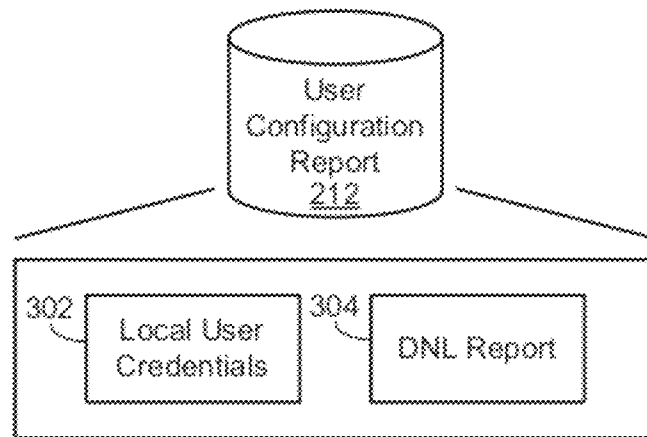 User
Configuration
Report
212
302
Local User
Credentials
304
DNL Report